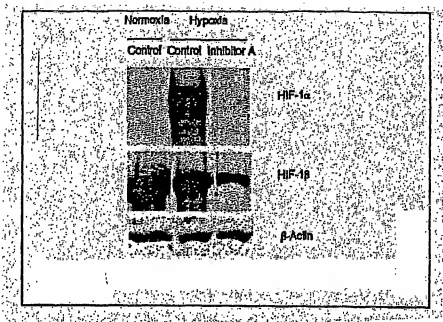 Normoxia Hypoxia
Control Control Inhibitor A
HIF-1α
HIF-1β
β-Actin